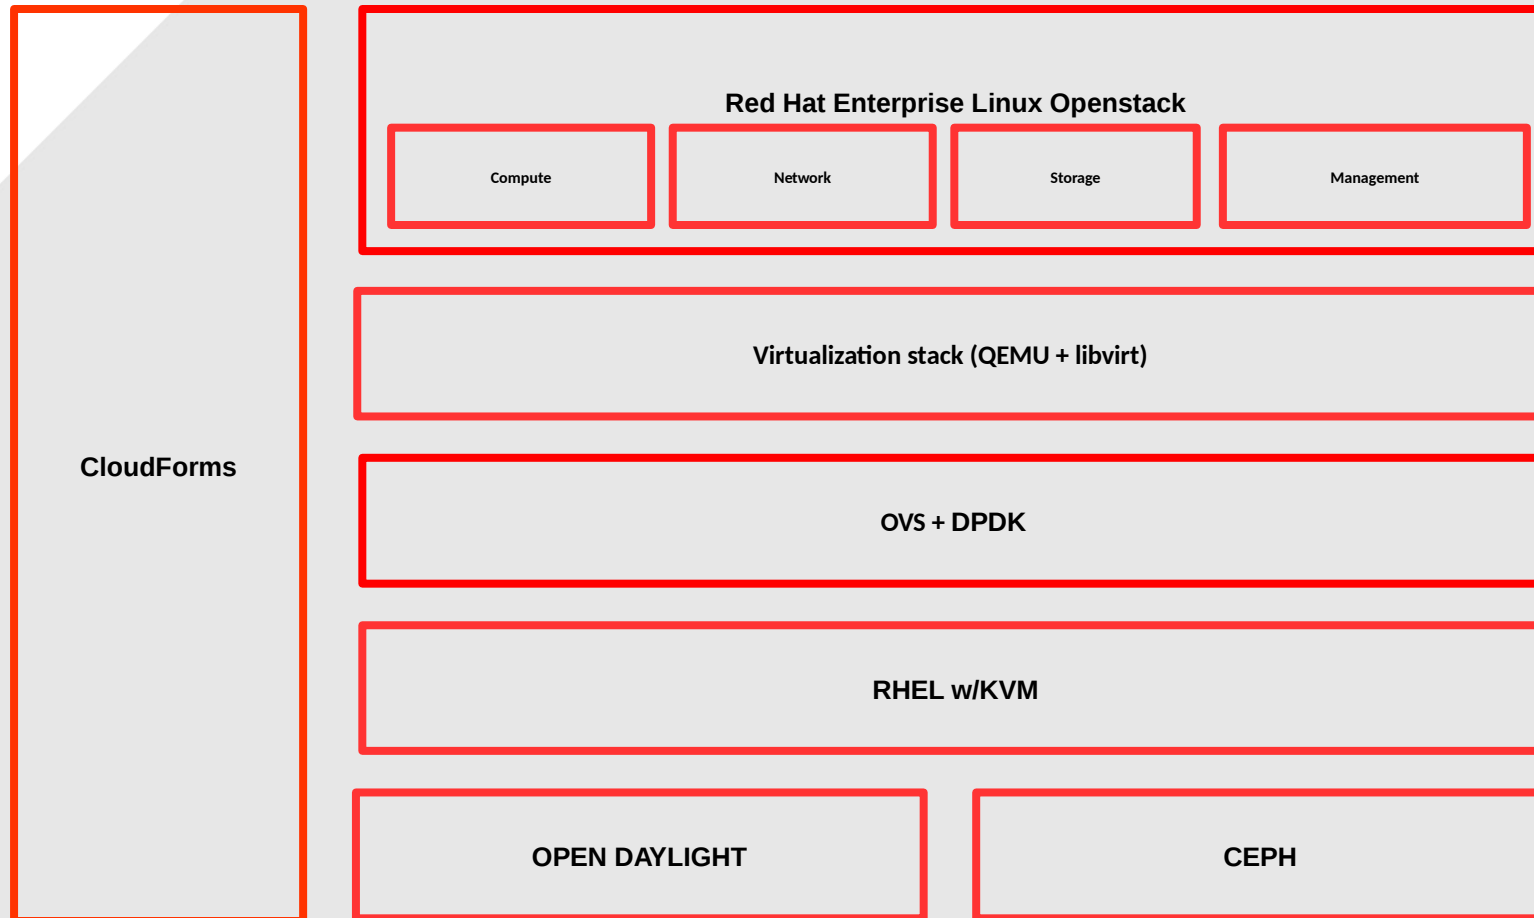 Red Hat Enterprise Linux Openstack
Compute
Network
Storage
Management
Virtualization stack (QEMU + libvirt)
CloudForms
OVS + DPDK
RHEL w/KVM
OPEN DAYLIGHT
CEPH